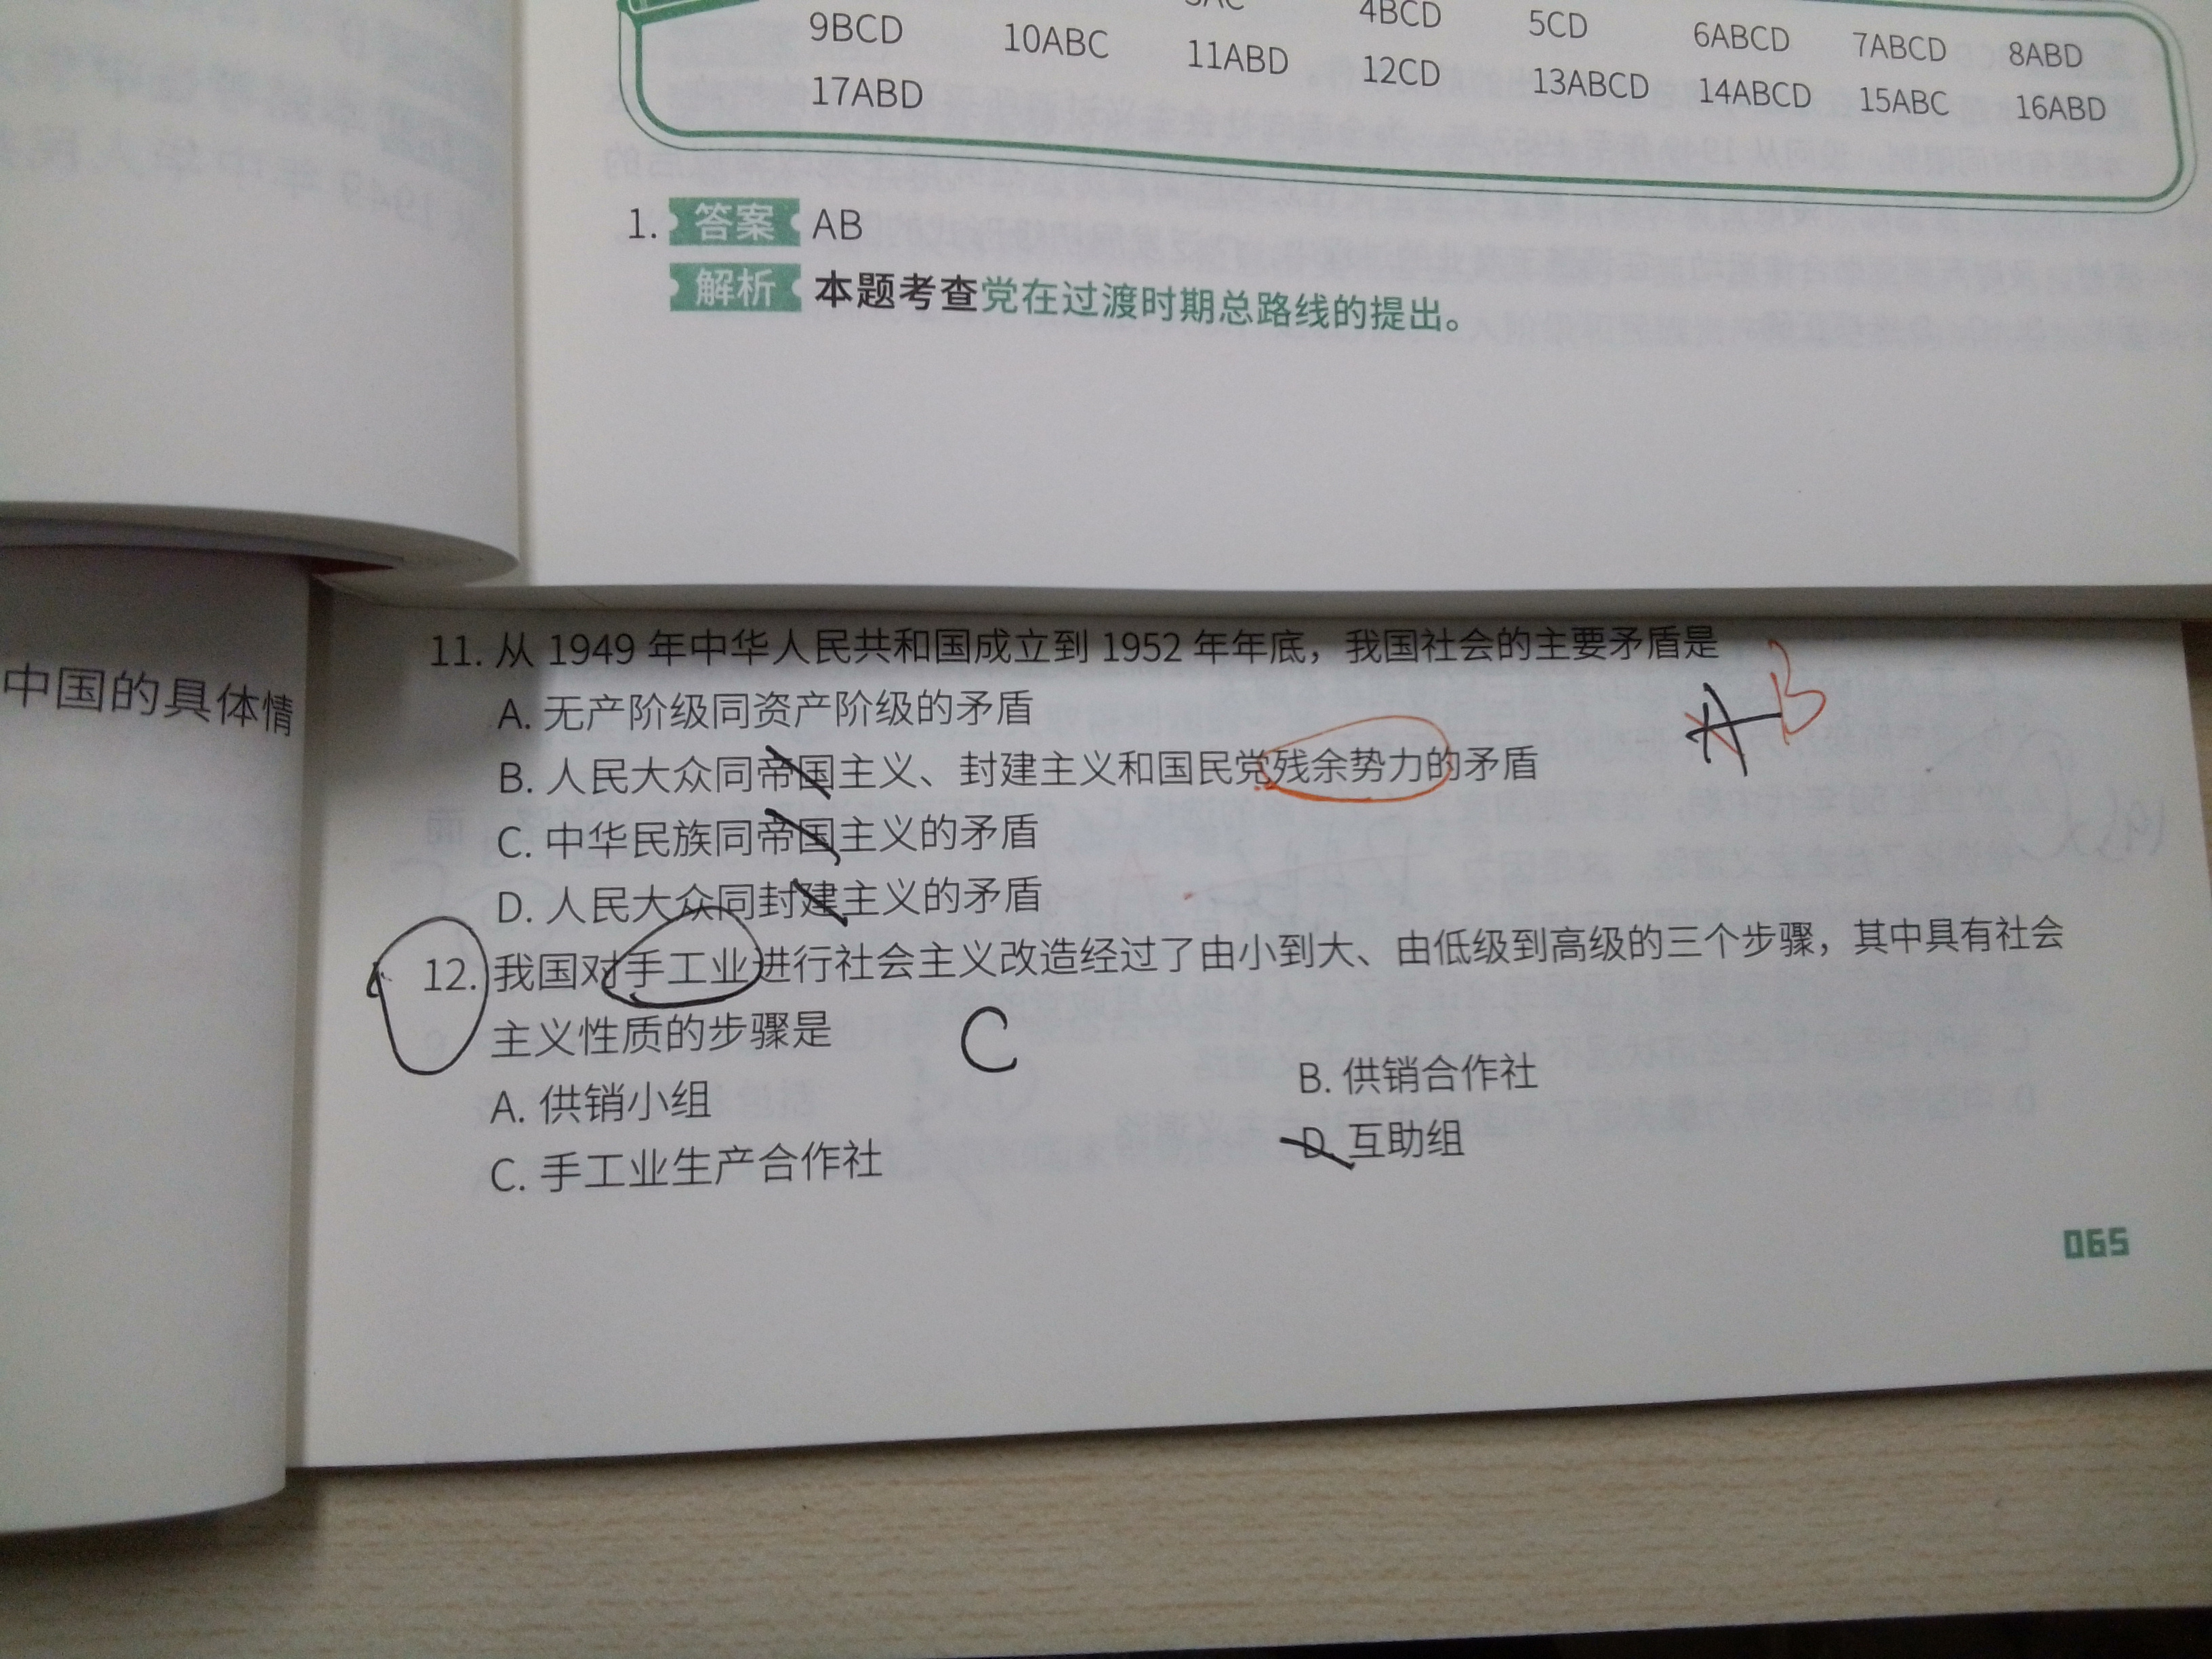 4BCD 5CD 6ABCD 7ABCD 8ABD
9BCD 10ABC 11ABD 12CD 13ABCD 14ABCD 15ABC 16ABD
17ABD
1. 答案 AB
解析 本题考查党在过渡时期总路线的提出。
中国的具体情
11. 从 1949 年中华人民共和国成立到 1952 年年底，我国社会的主要矛盾是
A B
A. 无产阶级同资产阶级的矛盾
B. 人民大众同帝国主义、封建主义和国民党残余势力的矛盾
C. 中华民族同帝国主义的矛盾
D. 人民大众同封建主义的矛盾
12. 我国对手工业进行社会主义改造经过了由小到大、由低级到高级的三个步骤，其中具有社会
主义性质的步骤是
C
A. 供销小组 B. 供销合作社
C. 手工业生产合作社 D. 互助组
065